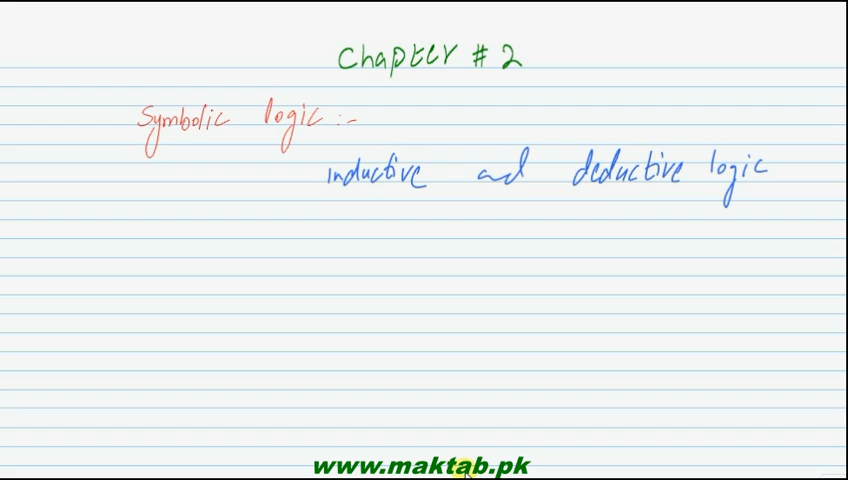 Chapter # 2
Symbolic logic :-
inductive and deductive logic
www.maktab.pk